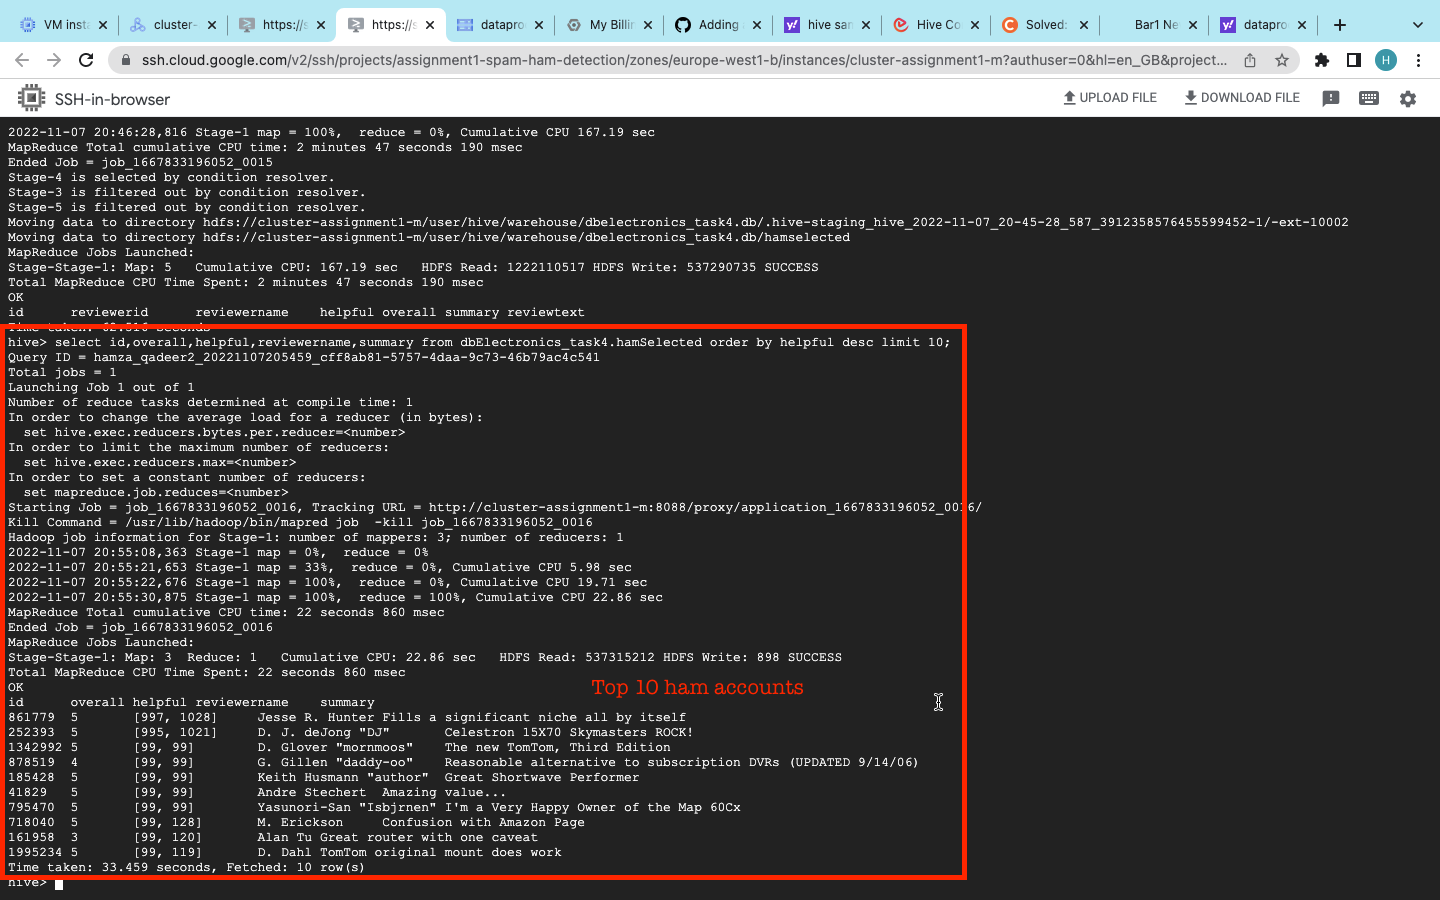 VM insta
cluster-
https://s
https://s
datapro
My Billin
Adding
hive san
Hive Co
Solved:
Bar1 Ne
datapro
ssh.cloud.google.com/v2/ssh/projects/assignment1-spam-ham-detection/zones/europe-west1-b/instances/cluster-assignment1-m?authuser=0&hl=en_GB&project...
H
SSH-in-browser
UPLOAD FILE
DOWNLOAD FILE
2022-11-07 20:46:28,816 Stage-1 map = 100%,  reduce = 0%, Cumulative CPU 167.19 sec
MapReduce Total cumulative CPU time: 2 minutes 47 seconds 190 msec
Ended Job = job_1667833196052_0015
Stage-4 is selected by condition resolver.
Stage-3 is filtered out by condition resolver.
Stage-5 is filtered out by condition resolver.
Moving data to directory hdfs://cluster-assignment1-m/user/hive/warehouse/dbelectronics_task4.db/.hive-staging_hive_2022-11-07_20-45-28_587_3912358576455599452-1/-ext-10002
Moving data to directory hdfs://cluster-assignment1-m/user/hive/warehouse/dbelectronics_task4.db/hamselected
MapReduce Jobs Launched:
Stage-Stage-1: Map: 5   Cumulative CPU: 167.19 sec   HDFS Read: 1222110517 HDFS Write: 537290735 SUCCESS
Total MapReduce CPU Time Spent: 2 minutes 47 seconds 190 msec
OK
id      reviewerid      reviewername    helpful overall summary reviewtext
Time taken: seconds
hive> select id,overall,helpful,reviewername,summary from dbElectronics_task4.hamSelected order by helpful desc limit 10;
Query ID = hamza_qadeer2_20221107205459_cff8ab81-5757-4daa-9c73-46b79ac4c541
Total jobs = 1
Launching Job 1 out of 1
Number of reduce tasks determined at compile time: 1
In order to change the average load for a reducer (in bytes):
  set hive.exec.reducers.bytes.per.reducer=<number>
In order to limit the maximum number of reducers:
  set hive.exec.reducers.max=<number>
In order to set a constant number of reducers:
  set mapreduce.job.reduces=<number>
Starting Job = job_1667833196052_0016, Tracking URL = http://cluster-assignment1-m:8088/proxy/application_1667833196052_0016/
Kill Command = /usr/lib/hadoop/bin/mapred job  -kill job_1667833196052_0016
Hadoop job information for Stage-1: number of mappers: 3; number of reducers: 1
2022-11-07 20:55:08,363 Stage-1 map = 0%,  reduce = 0%
2022-11-07 20:55:21,653 Stage-1 map = 33%,  reduce = 0%, Cumulative CPU 5.98 sec
2022-11-07 20:55:22,676 Stage-1 map = 100%,  reduce = 0%, Cumulative CPU 19.71 sec
2022-11-07 20:55:30,875 Stage-1 map = 100%,  reduce = 100%, Cumulative CPU 22.86 sec
MapReduce Total cumulative CPU time: 22 seconds 860 msec
Ended Job = job_1667833196052_0016
MapReduce Jobs Launched:
Stage-Stage-1: Map: 3  Reduce: 1   Cumulative CPU: 22.86 sec   HDFS Read: 537315212 HDFS Write: 898 SUCCESS
Total MapReduce CPU Time Spent: 22 seconds 860 msec
OK
Top 10 ham accounts
id      overall helpful reviewername    summary
861779  5       [997, 1028]     Jesse R. Hunter Fills a significant niche all by itself
252393  5       [995, 1021]     D. J. deJong "DJ"       Celestron 15X70 Skymasters ROCK!
1342992 5       [99, 99]        D. Glover "mornmoos"    The new TomTom, Third Edition
878519  4       [99, 99]        G. Gillen "daddy-oo"    Reasonable alternative to subscription DVRs (UPDATED 9/14/06)
185428  5       [99, 99]        Keith Husmann "author"  Great Shortwave Performer
41829   5       [99, 99]        Andre Stechert  Amazing value...
795470  5       [99, 99]        Yasunori-San "Isbjrnen" I'm a Very Happy Owner of the Map 60Cx
718040  5       [99, 128]       M. Erickson     Confusion with Amazon Page
161958  3       [99, 120]       Alan Tu Great router with one caveat
1995234 5       [99, 119]       D. Dahl TomTom original mount does work
Time taken: 33.459 seconds, Fetched: 10 row(s)
hive>